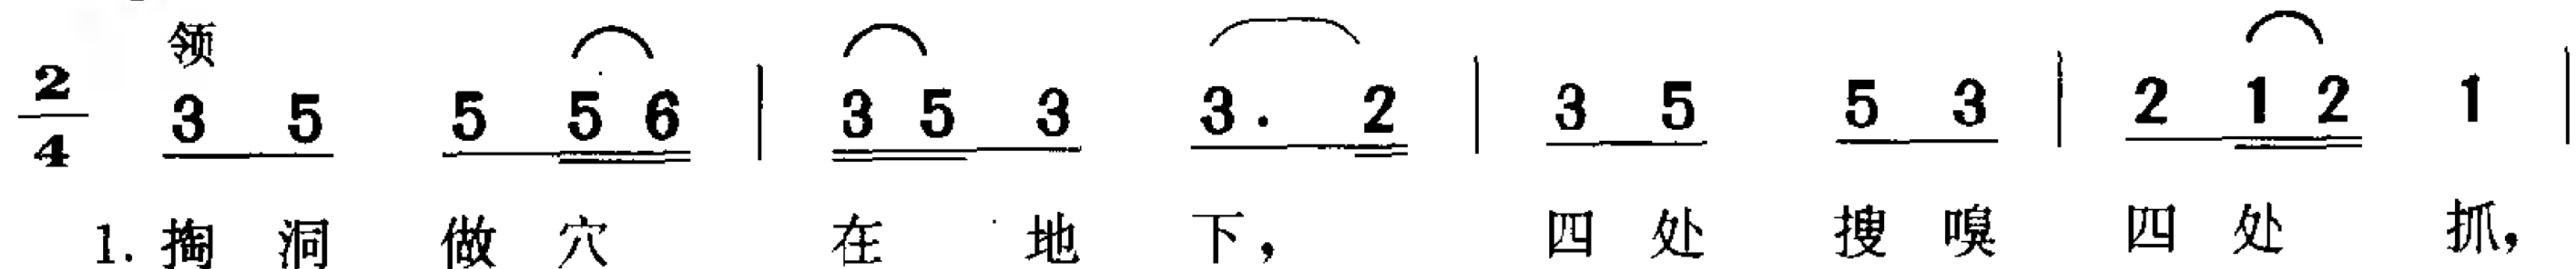 领
2/4 3 5 5 5 6 | 3 5 3 3. 2 | 3 5 5 3 | 2 1 2 1 |
1. 掏 洞 做 穴 在 地 下, 四 处 搜 嗅 四 处 抓,